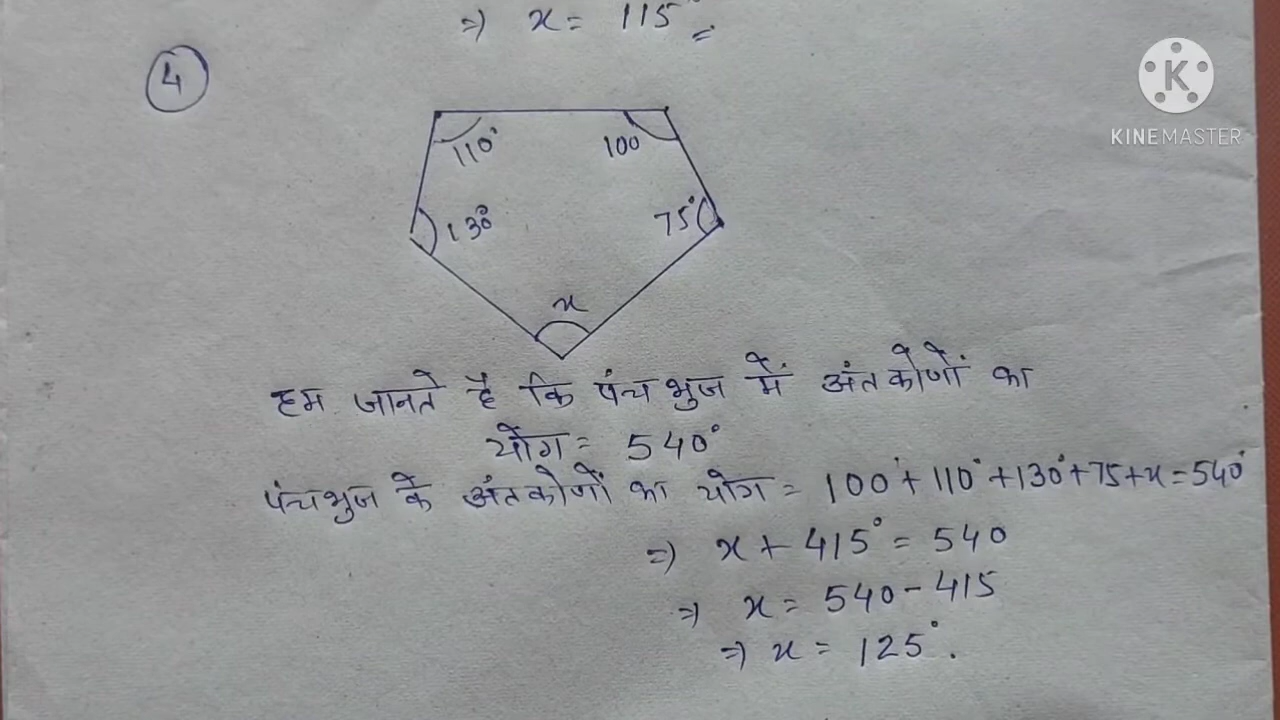 =) x = 115°
4
K
KINEMASTER
110°
100
130°
75°
x
हम जानते है कि पंचभुज में अंतकोणों का
योग = 540°
पंचभुज के अंतकोणों का योग = 100° + 110° + 130° + 75 + x = 540°
=) x + 415° = 540
=) x = 540 - 415
=) x = 125°.